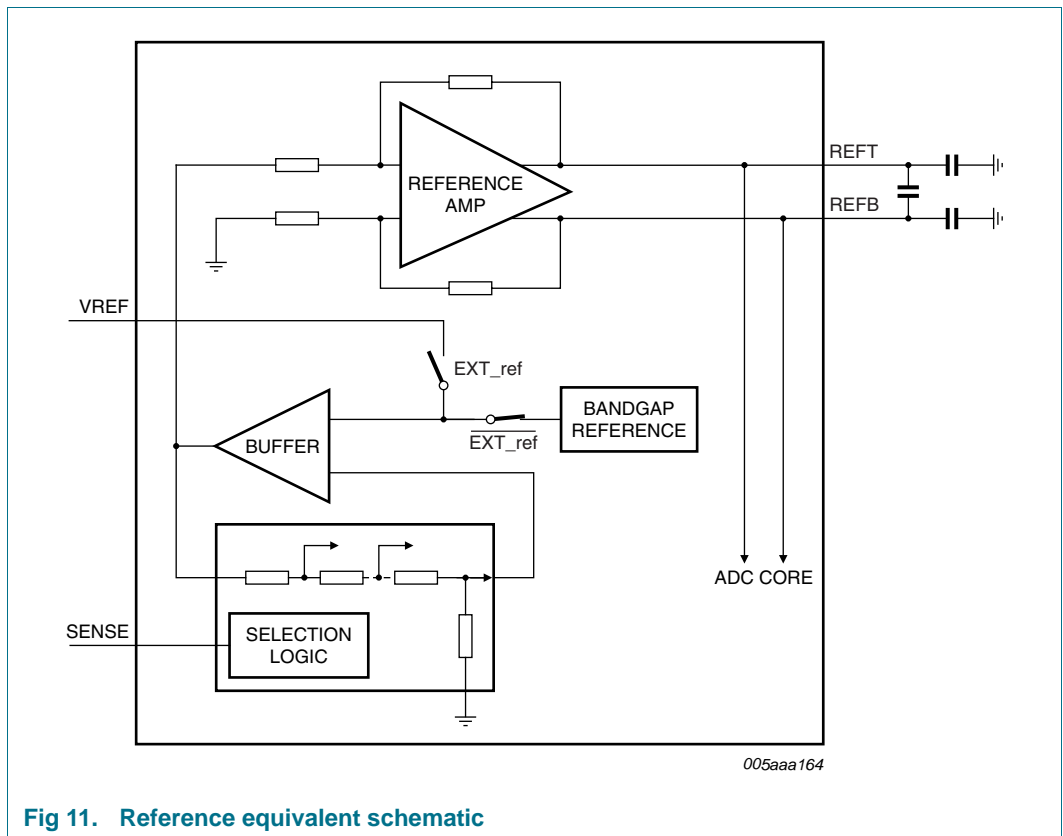 REFERENCE
AMP
REFT
REFB
VREF
EXT_ref
BANDGAP
REFERENCE
EXT_ref
BUFFER
ADC CORE
SENSE
SELECTION
LOGIC
005aaa164
Fig 11. Reference equivalent schematic